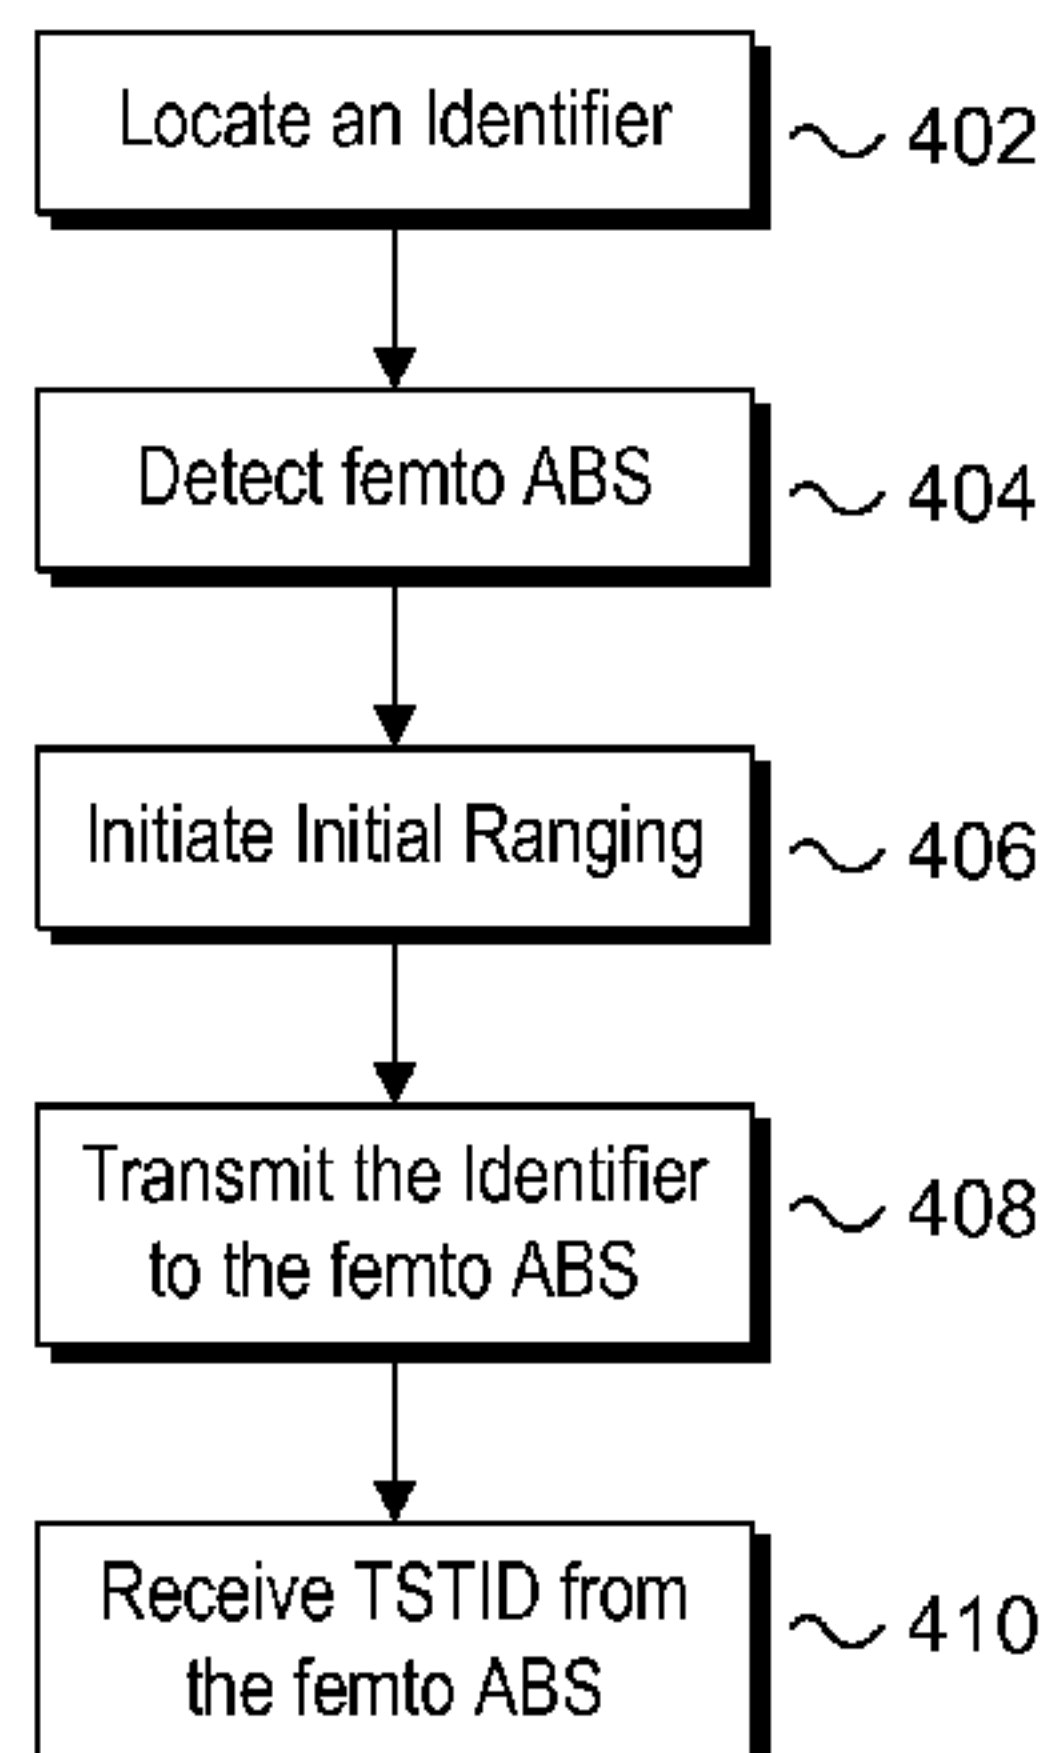 Locate an Identifier
402
Detect femto ABS
404
Initiate Initial Ranging
406
Transmit the Identifier
to the femto ABS
408
Receive TSTID from
the femto ABS
410